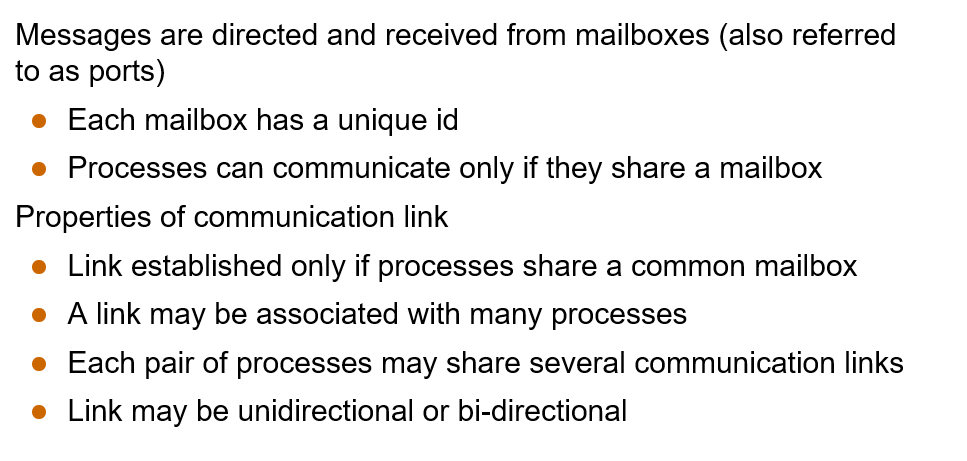 Messages are directed and received from mailboxes (also referred
to as ports)
● Each mailbox has a unique id
● Processes can communicate only if they share a mailbox
Properties of communication link
● Link established only if processes share a common mailbox
● A link may be associated with many processes
● Each pair of processes may share several communication links
● Link may be unidirectional or bi-directional